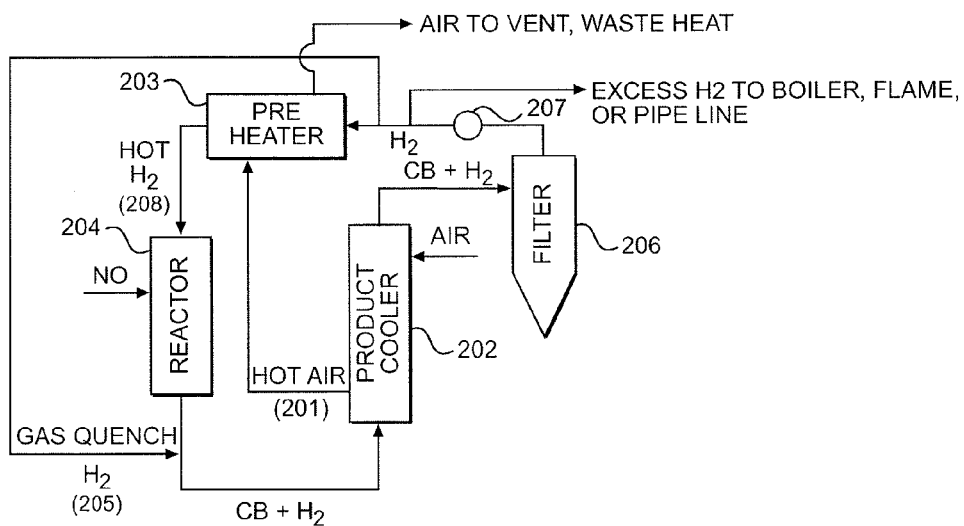 AIR TO VENT, WASTE HEAT
203
PRE
HEATER
207
EXCESS H2 TO BOILER, FLAME,
OR PIPE LINE
H2
HOT
H2
(208)
CB + H2
204
AIR
FILTER
206
NO
REACTOR
PRODUCT
COOLER
202
HOT AIR
(201)
GAS QUENCH
H2
(205)
CB + H2